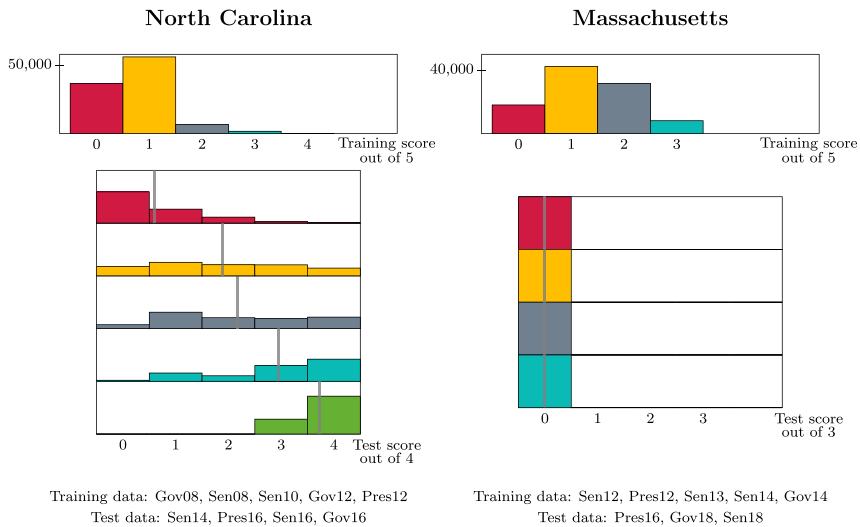 North Carolina
50,000
0 1 2 3 4 Training score
out of 5
0 1 2 3 4 Test score
out of 4
Training data: Gov08, Sen08, Sen10, Gov12, Pres12
Test data: Sen14, Pres16, Sen16, Gov16
Massachusetts
40,000
0 1 2 3 Training score
out of 5
0 1 2 3 Test score
out of 3
Training data: Sen12, Pres12, Sen13, Sen14, Gov14
Test data: Pres16, Gov18, Sen18